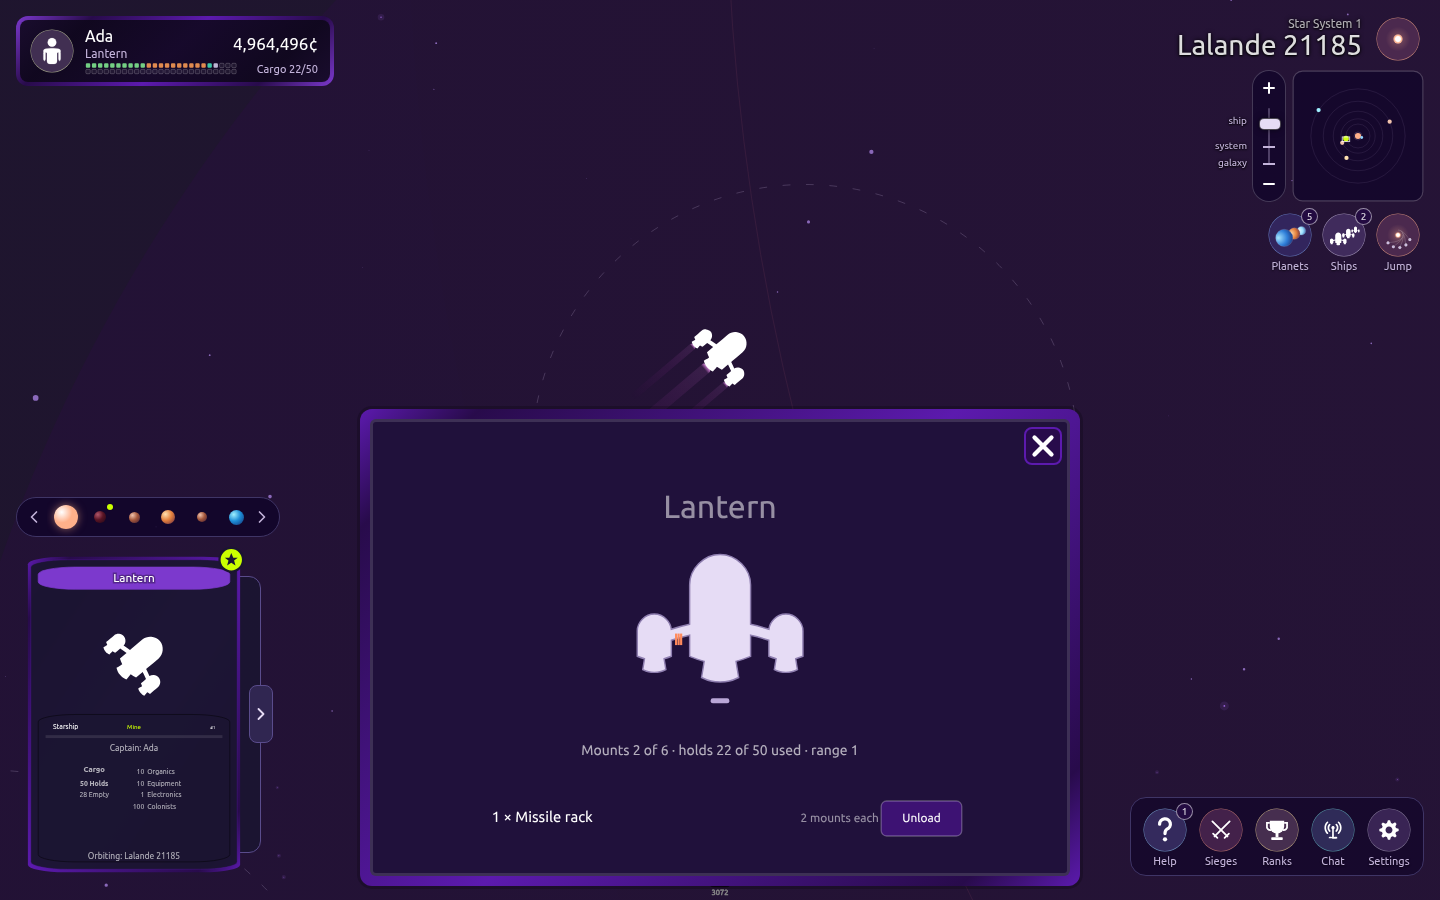 Ada
Lantern
4,964,496¢
Cargo 22/50
Star System 1
Lalande 21185
ship
system
galaxy
5
2
Planets
Ships
Jump
Lantern
Mounts 2 of 6 · holds 22 of 50 used · range 1
1 × Missile rack
2 mounts each
Unload
Lantern
Starship
Mine
#1
Captain: Ada
Cargo
50 Holds
28 Empty
10 Organics
10 Equipment
1 Electronics
100 Colonists
Orbiting: Lalande 21185
1
Help
Sieges
Ranks
Chat
Settings
3072